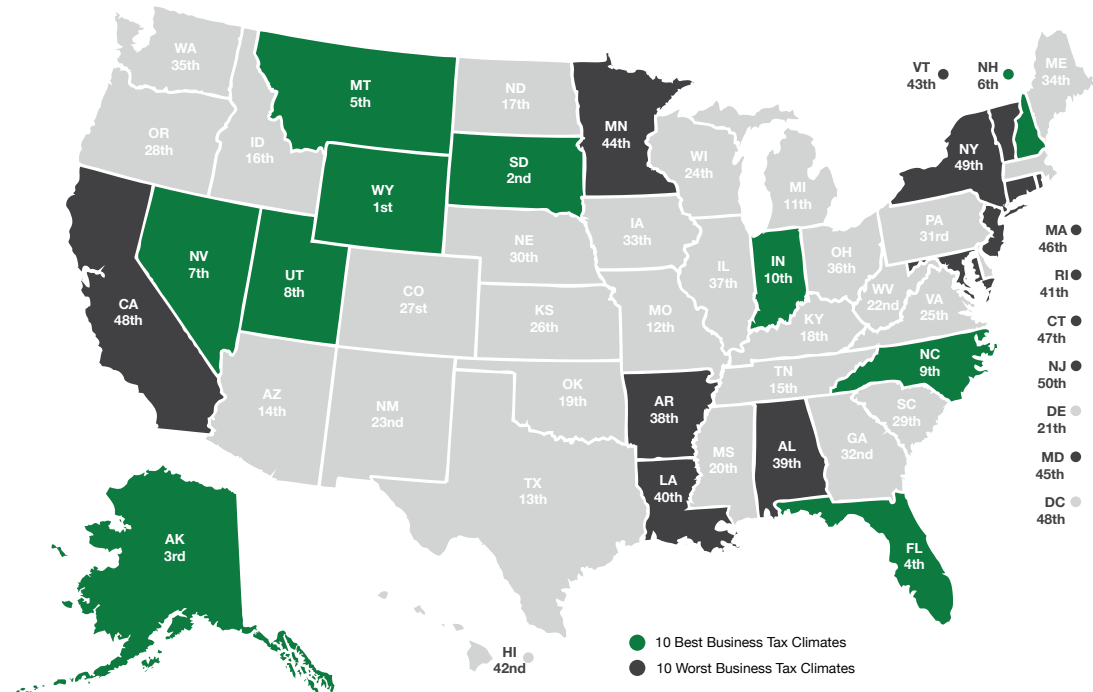 WA
35th
MT
5th
ND
17th
MN
44th
VT
43rd
NH
6th
ME
34th
OR
28th
ID
16th
SD
2nd
WI
24th
NY
49th
WY
1st
MI
11th
NV
7th
UT
8th
NE
30th
IA
33rd
PA
31rd
MA
46th
CA
48th
CO
27st
KS
26th
MO
12th
IL
37th
IN
10th
OH
36th
WV
22nd
VA
25th
RI
41th
KY
18th
CT
47th
AZ
14th
NM
23nd
OK
19th
AR
38th
TN
15th
NC
9th
NJ
50th
SC
29th
DE
21th
TX
13th
LA
40th
MS
20th
AL
39th
GA
32nd
MD
45th
DC
48th
AK
3rd
FL
4th
HI
42nd
10 Best Business Tax Climates
10 Worst Business Tax Climates